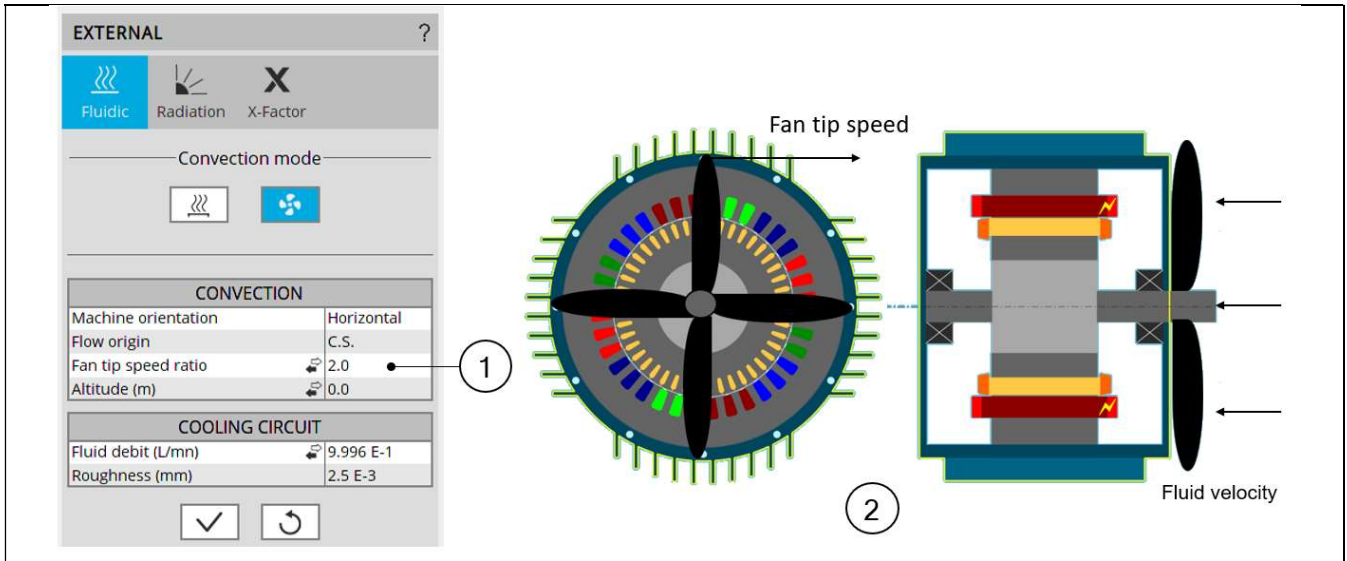 EXTERNAL ?
Fluidic Radiation X-Factor
Convection mode
CONVECTION
Machine orientation Horizontal
Flow origin C.S.
Fan tip speed ratio 2.0
Altitude (m) 0.0
COOLING CIRCUIT
Fluid debit (L/mn) 9.996 E-1
Roughness (mm) 2.5 E-3
1
Fan tip speed
2
Fluid velocity